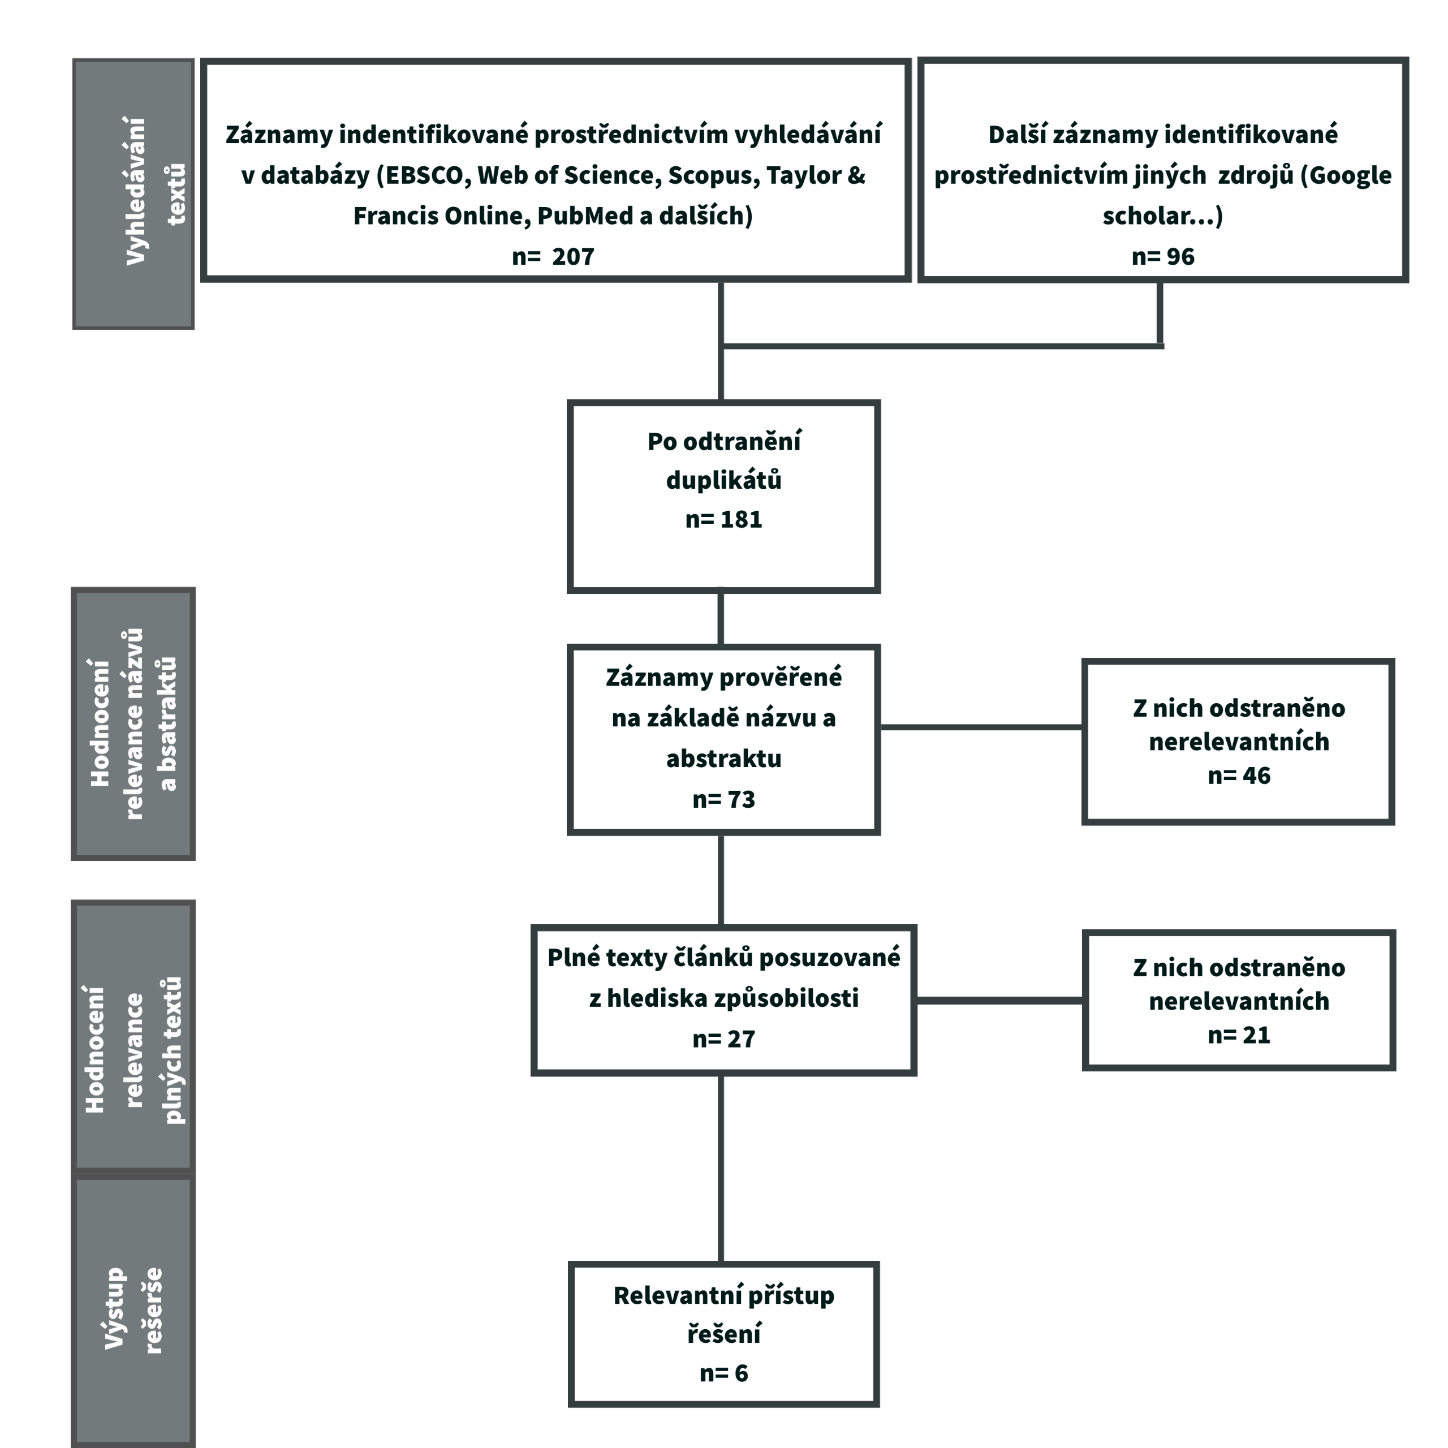 Vyhledávání
textů
Záznamy indentifikované prostřednictvím vyhledávání
v databázy (EBSCO, Web of Science, Scopus, Taylor &
Francis Online, PubMed a dalších)
n=  207
Další záznamy identifikované
prostřednictvím jiných  zdrojů (Google
scholar...)
n= 96
Po odtranění
duplikátů
n= 181
Hodnocení
relevance názvů
a bsatraktů
Záznamy prověřené
na základě názvu a
abstraktu
n= 73
Z nich odstraněno
nerelevantních
n= 46
Hodnocení
relevance
plných textů
Plné texty článků posuzované
z hlediska způsobilosti
n= 27
Z nich odstraněno
nerelevantních
n= 21
Výstup
rešerše
Relevantní přístup
řešení
n= 6